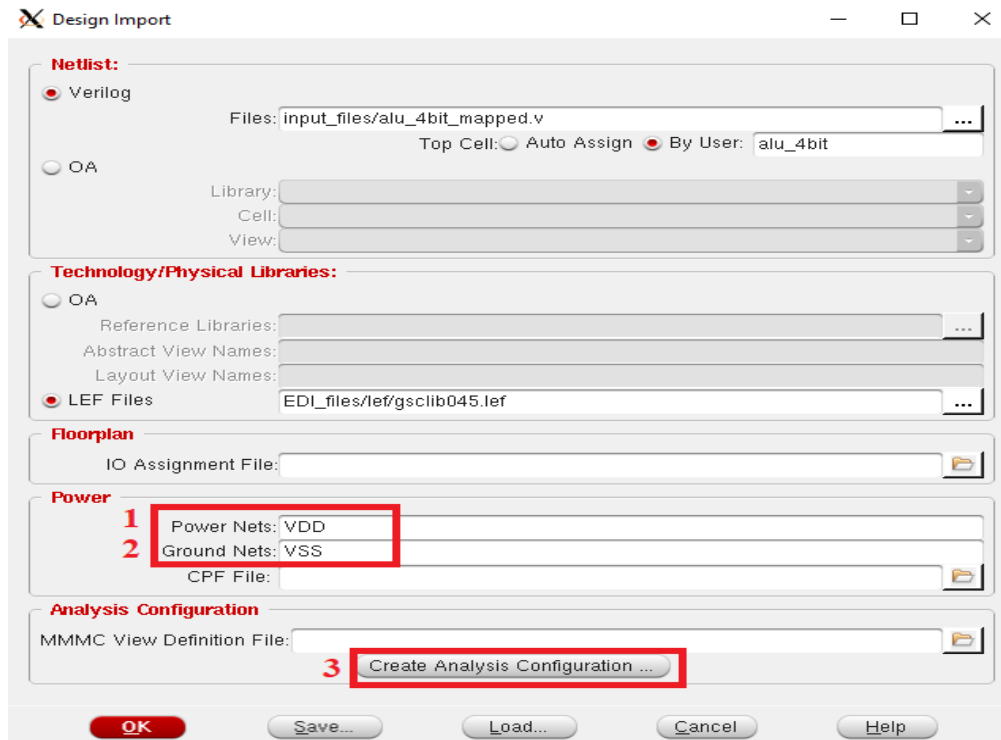 Design Import
Netlist:
Verilog
Files: input_files/alu_4bit_mapped.v ...
Top Cell: Auto Assign By User: alu_4bit
OA
Library:
Cell:
View:
Technology/Physical Libraries:
OA
Reference Libraries: ...
Abstract View Names:
Layout View Names:
LEF Files EDI_files/lef/gsclib045.lef ...
Floorplan
IO Assignment File:
Power
1 Power Nets: VDD
2 Ground Nets: VSS
CPF File:
Analysis Configuration
MMMC View Definition File:
3 Create Analysis Configuration ...
OK Save... Load... Cancel Help